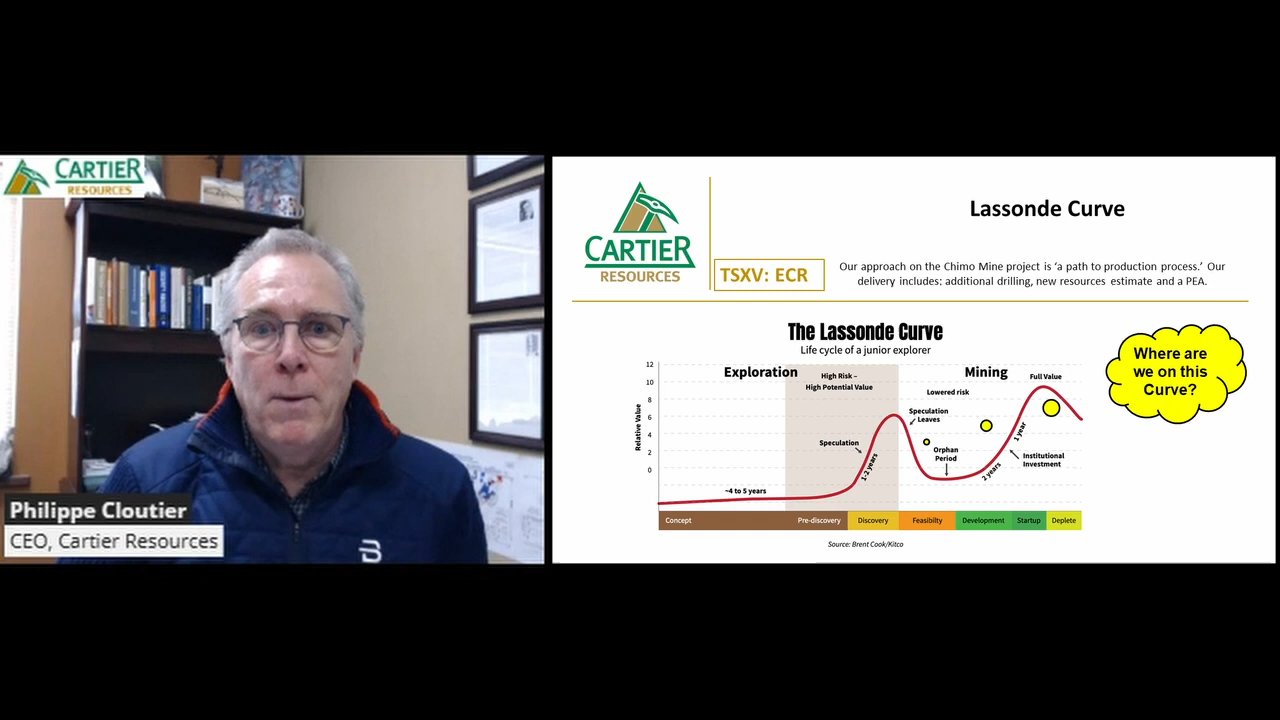 CARTIER
RESOURCES
Philippe Cloutier
CEO, Cartier Resources
CARTIER
RESOURCES
TSXV: ECR
Lassonde Curve
Our approach on the Chimo Mine project is ‘a path to production process.’ Our
delivery includes: additional drilling, new resources estimate and a PEA.
The Lassonde Curve
Life cycle of a junior explorer
Exploration
High Risk –
High Potential Value
Mining
Lowered risk
Full Value
Where are
we on this
Curve?
Relative Value
12
10
8
6
4
2
0
Speculation
Leaves
Speculation
Orphan
Period
Institutional
Investment
~4 to 5 years
1-2 years
2 years
1 year
Concept
Pre-discovery
Discovery
Feasibilty
Development
Startup
Deplete
Source: Brent Cook/Kitco